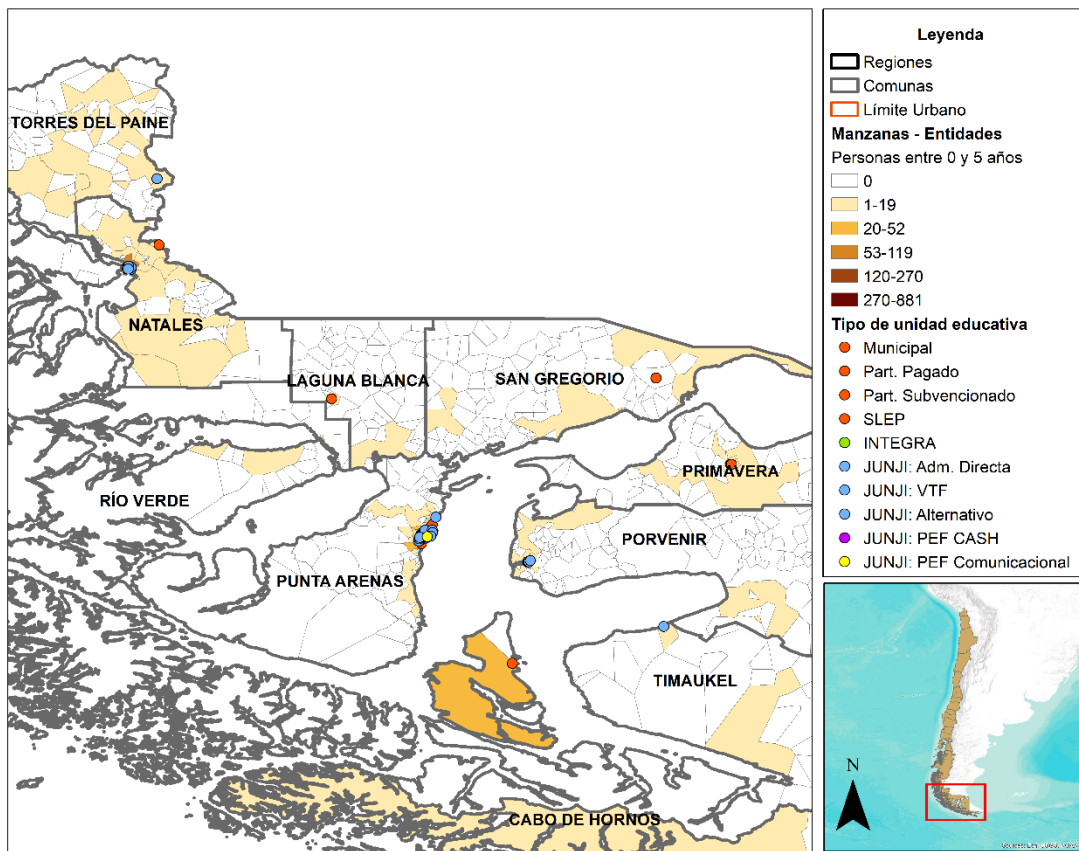 TORRES DEL PAINE
NATALES
LAGUNA BLANCA
SAN GREGORIO
PRIMAVERA
RÍO VERDE
PORVENIR
PUNTA ARENAS
TIMAUKEL
CABO DE HORNOS
Leyenda
Regiones
Comunas
Límite Urbano
Manzanas - Entidades
Personas entre 0 y 5 años
0
1-19
20-52
53-119
120-270
270-881
Tipo de unidad educativa
Municipal
Part. Pagado
Part. Subvencionado
SLEP
INTEGRA
JUNJI: Adm. Directa
JUNJI: VTF
JUNJI: Alternativo
JUNJI: PEF CASH
JUNJI: PEF Comunicacional
N